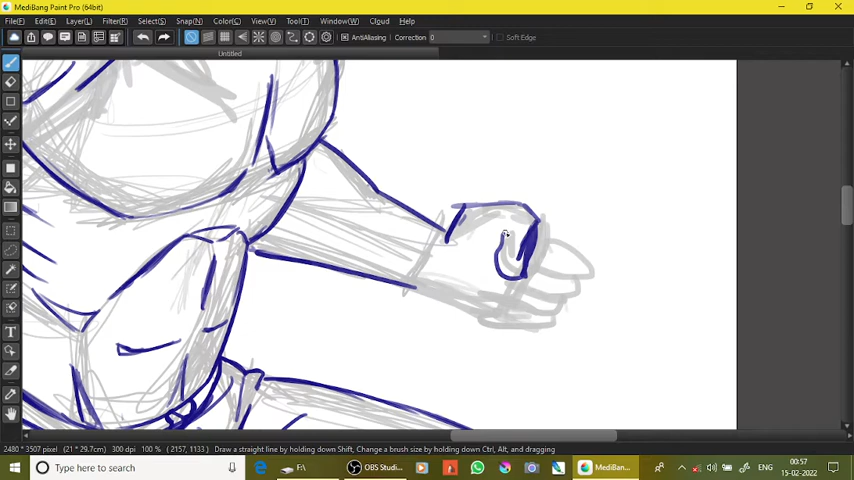 MediBang Paint Pro (64bit)
File(F) Edit(E) Layer(L) Filter(R) Select(S) Snap(N) Color(C) View(V) Tool(T) Window(W) Cloud Help
AntiAliasing Correction 0 Soft Edge
Untitled
2480 * 3507 pixel (21 * 29.7cm) 300 dpi 100 % (2157, 1133) Draw a straight line by holding down Shift, Change a brush size by holding down Ctrl, Alt, and dragging
Type here to search F:\ OBS Studi... MediBang... ENG 00:57
15-02-2022